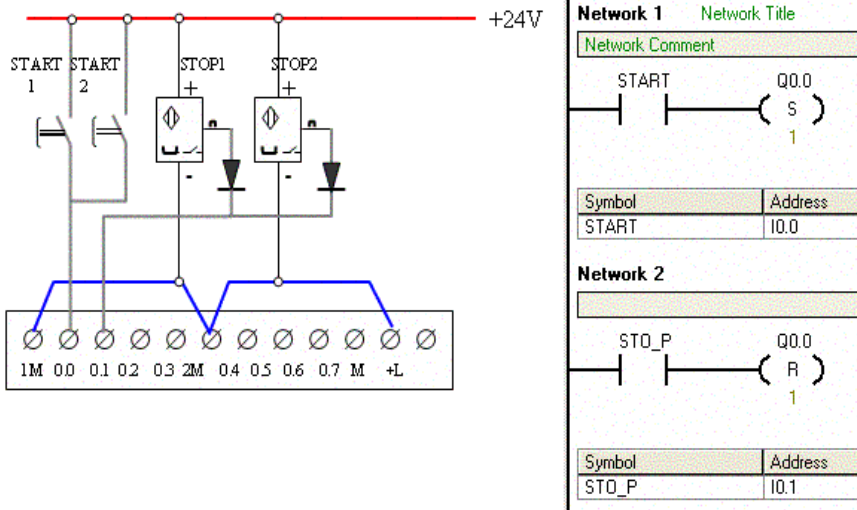 +24V
START START STOP1 STOP2
1 2
+ +
n n
- -
1M 0.0 0.1 0.2 0.3 2M 0.4 0.5 0.6 0.7 M +L
Network 1 Network Title
Network Comment
START Q0.0
S
1
Symbol Address
START I0.0
Network 2
STO_P Q0.0
R
1
Symbol Address
STO_P I0.1